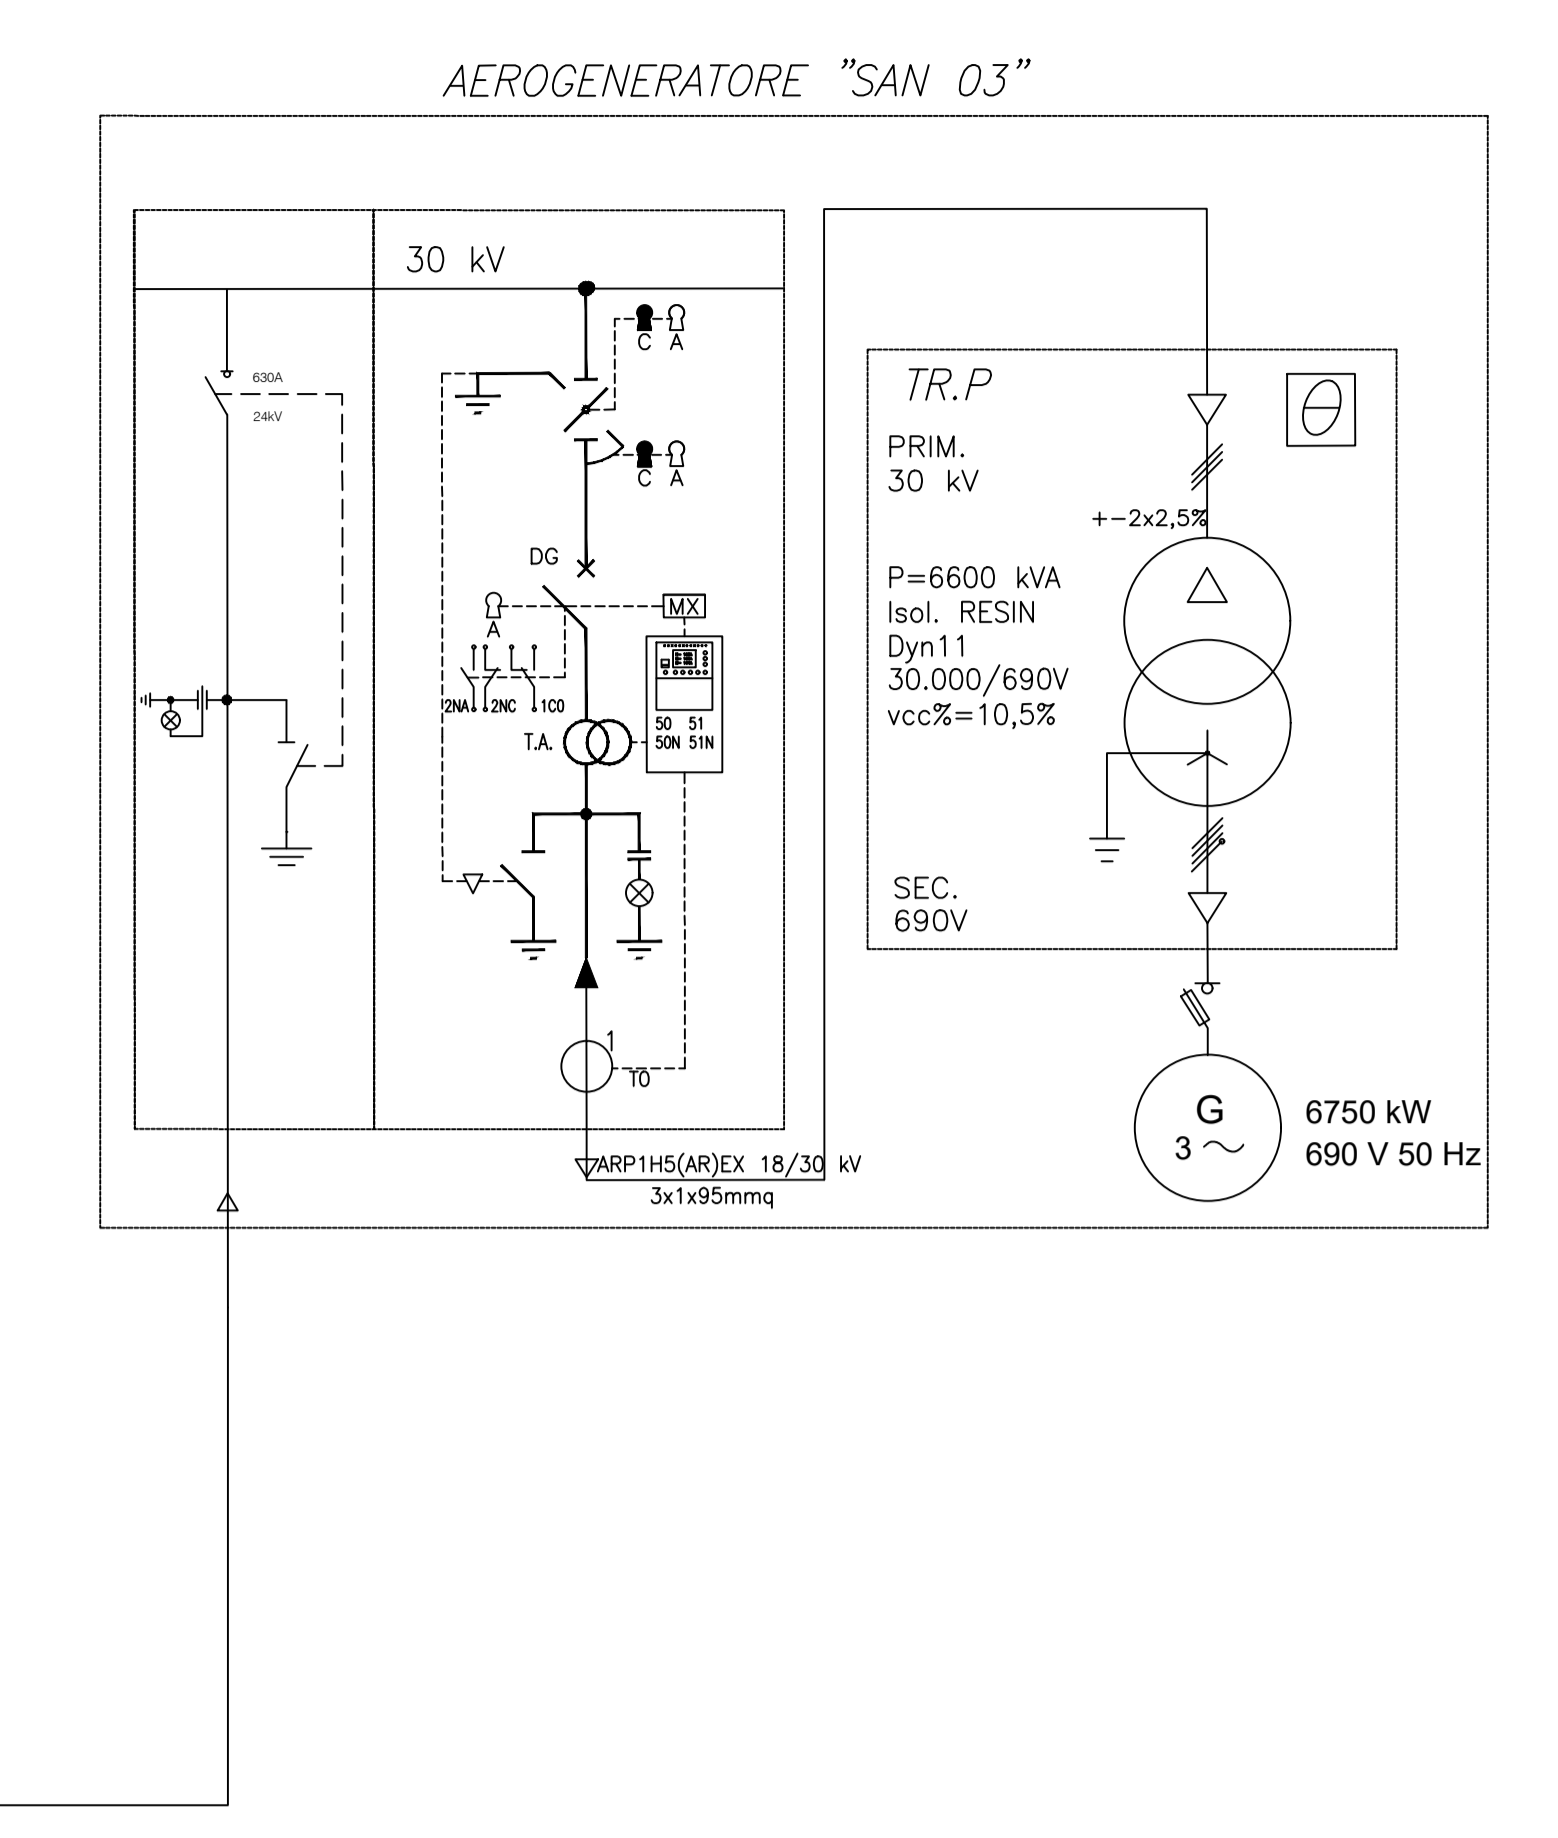 AEROGENERATORE "SAN 03"
30 kV
C A
630A
24kV
C A
DG
A
MX
2NA 2NC 1CO
50 51
50N 51N
T.A.
1
TO
ARP1H5(AR)EX 18/30 kV
3x1x95mmq
TR.P
PRIM.
30 kV
+-2x2,5%
P=6600 kVA
Isol. RESIN
Dyn11
30.000/690V
vcc%=10,5%
SEC.
690V
G
3
6750 kW
690 V 50 Hz